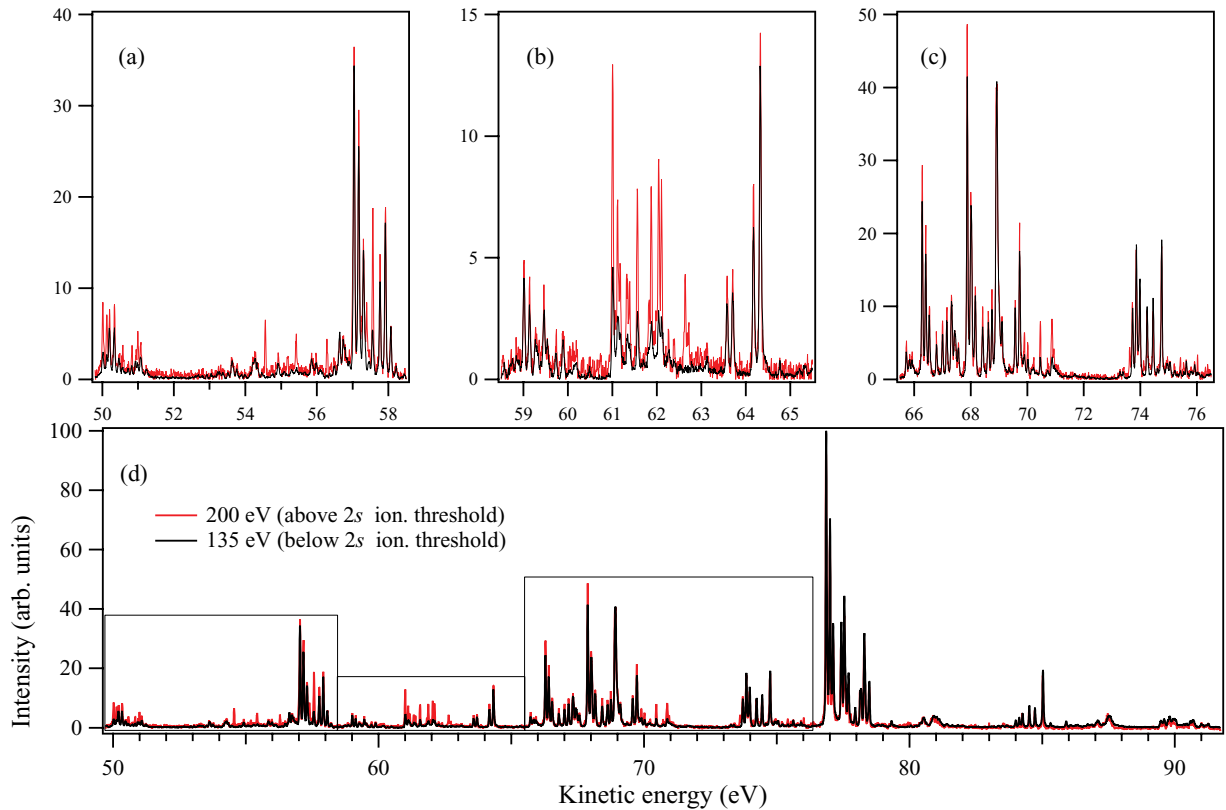 40
30
20
10
0
(a)
50 52 54 56 58
15
10
5
0
(b)
59 60 61 62 63 64 65
50
40
30
20
10
0
(c)
66 68 70 72 74 76
Intensity (arb. units)
100
80
60
40
20
0
(d)
200 eV (above 2s ion. threshold)
135 eV (below 2s ion. threshold)
50 60 70 80 90
Kinetic energy (eV)